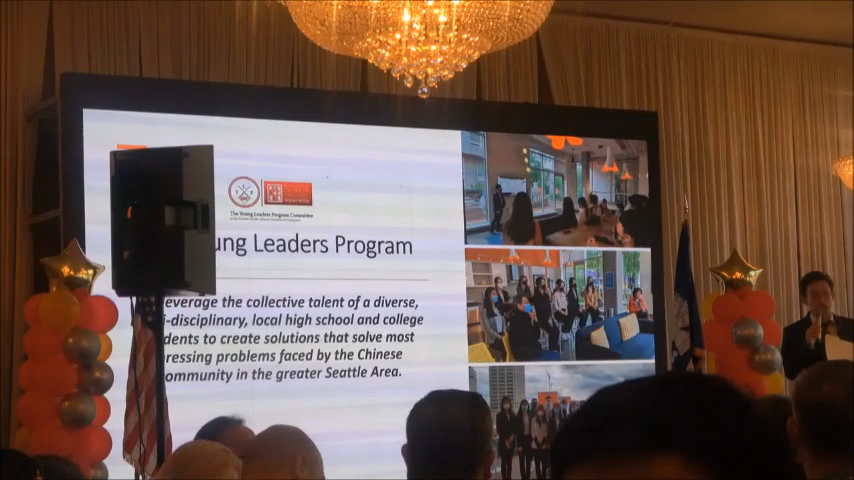 The Young Leaders Program Committee
ung Leaders Program
everage the collective talent of a diverse,
i-disciplinary, local high school and college
dents to create solutions that solve most
ressing problems faced by the Chinese
ommunity in the greater Seattle Area.